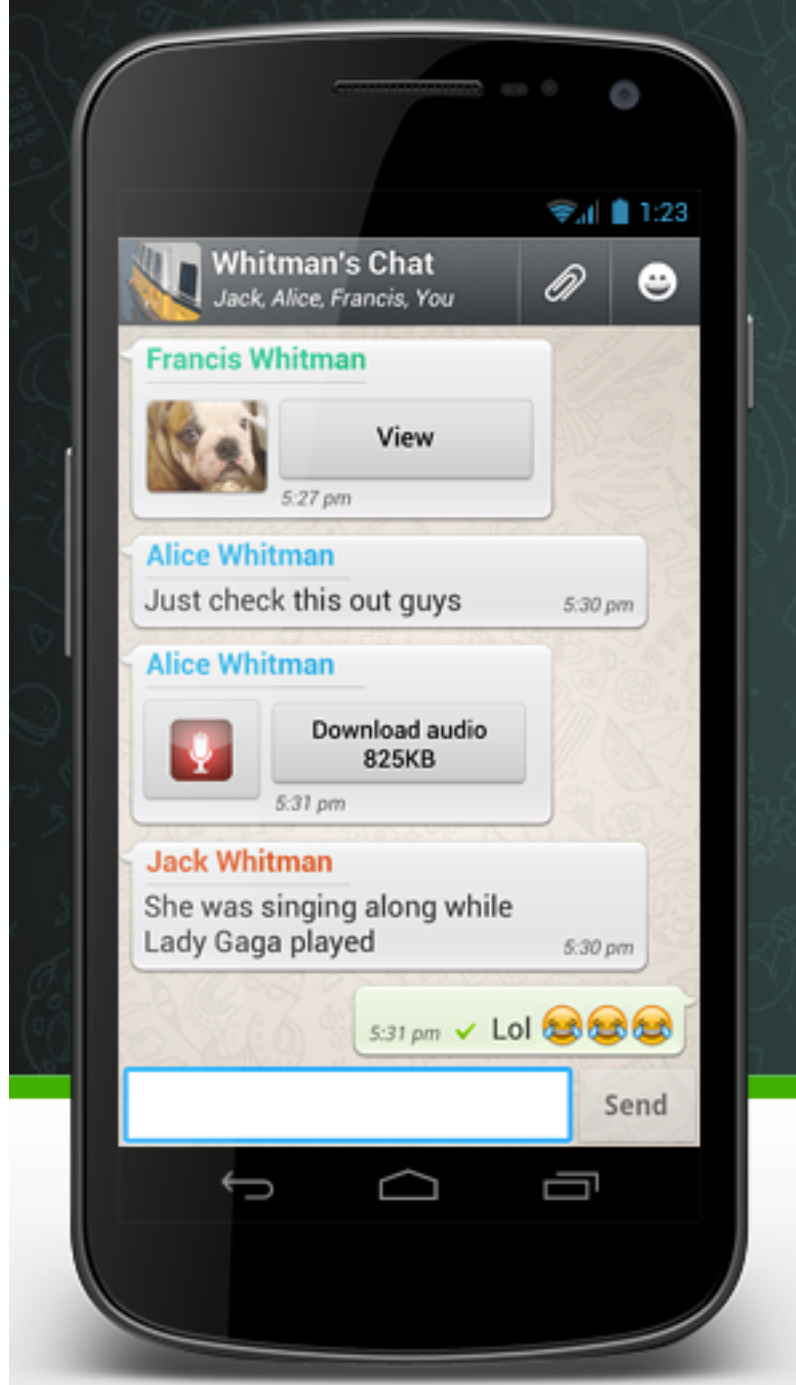 1:23
Whitman's Chat
Jack, Alice, Francis, You
Francis Whitman
View
5:27 pm
Alice Whitman
Just check this out guys 5:30 pm
Alice Whitman
Download audio
825KB
5:31 pm
Jack Whitman
She was singing along while
Lady Gaga played 5:30 pm
5:31 pm ✓ Lol 😂😂😂
Send